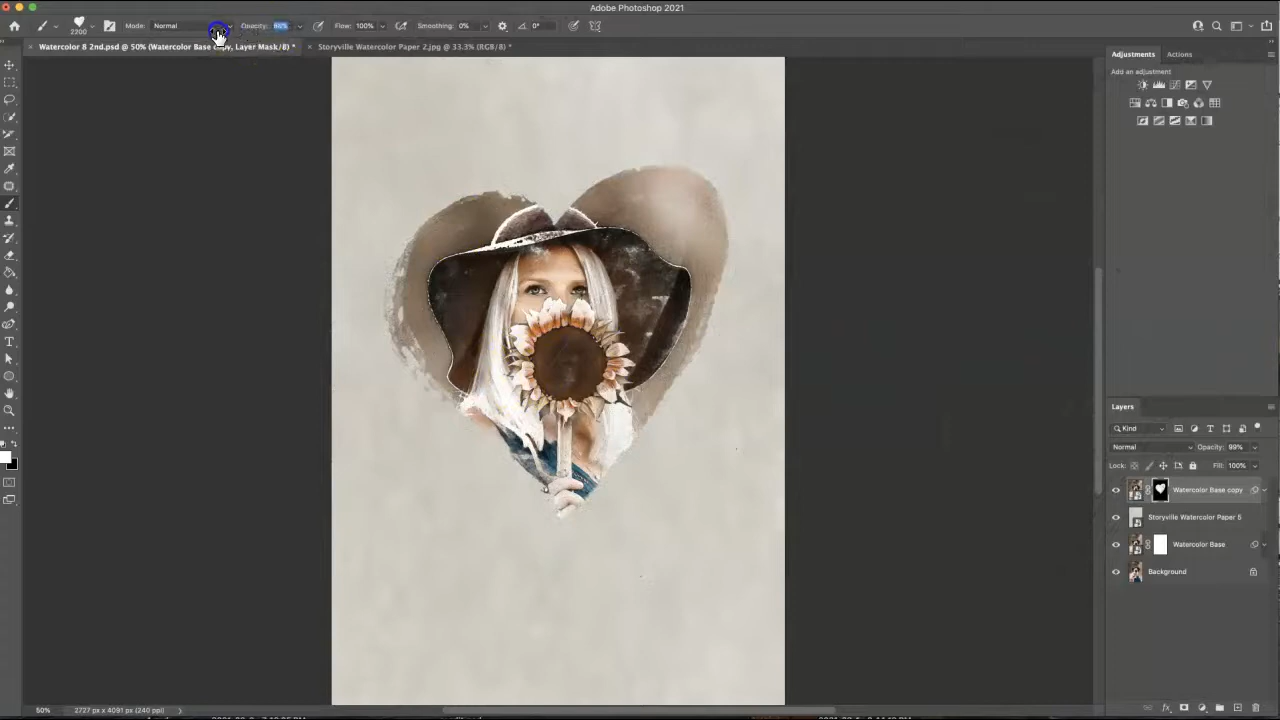 Adobe Photoshop 2021
2200 Mode: Normal Opacity: 98% Flow: 100% Smoothing: 0% 0°
Watercolor 8 2nd.psd @ 50% (Watercolor Base copy, Layer Mask/8) *
Storyville Watercolor Paper 2.jpg @ 33.3% (RGB/8) *
Adjustments Actions
Add an adjustment
Layers
Kind
Normal Opacity: 99%
Lock: Fill: 100%
Watercolor Base copy
Storyville Watercolor Paper 5
Watercolor Base
Background
50% 2727 px x 4091 px (240 ppi)